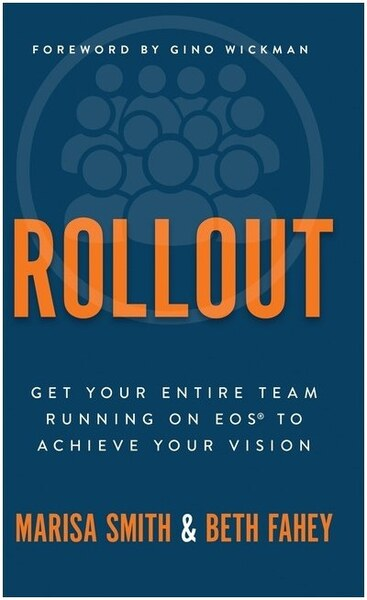 FOREWORD BY GINO WICKMAN
ROLLOUT
GET YOUR ENTIRE TEAM
RUNNING ON EOS® TO
ACHIEVE YOUR VISION
MARISA SMITH & BETH FAHEY